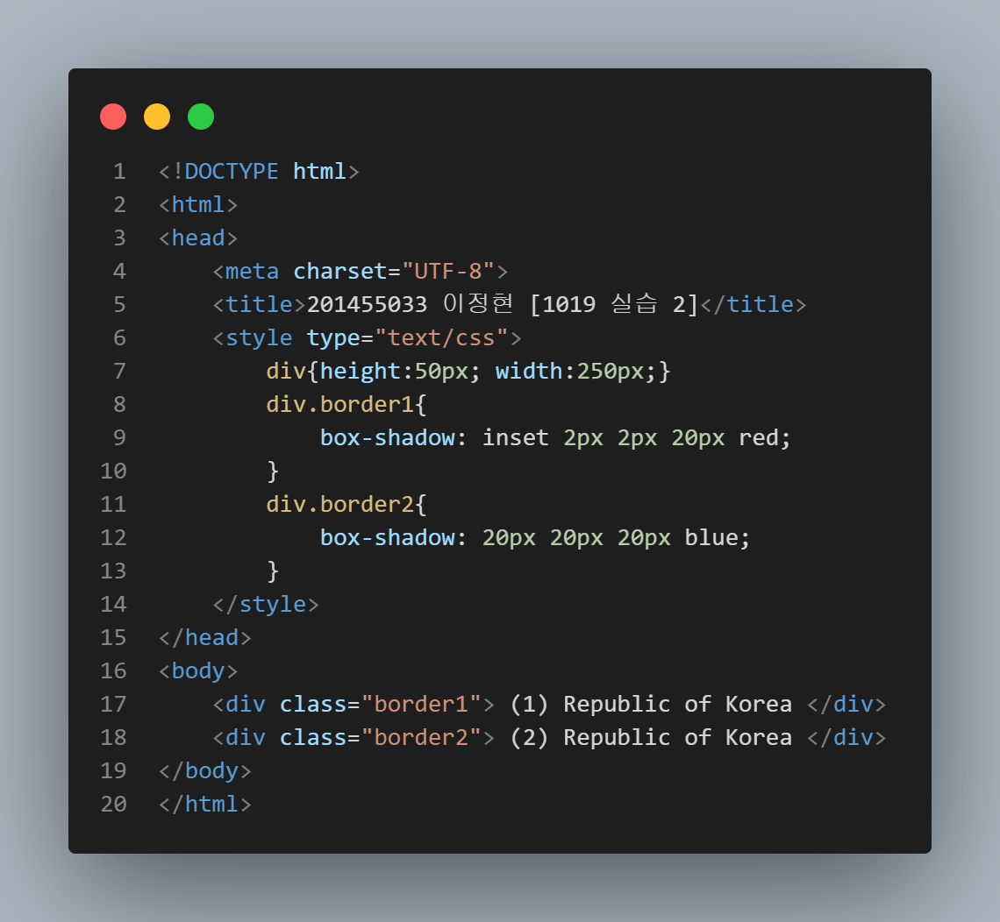 1 <!DOCTYPE html>
2 <html>
3 <head>
4     <meta charset="UTF-8">
5     <title>201455033 이정현 [1019 실습 2]</title>
6     <style type="text/css">
7         div{height:50px; width:250px;}
8         div.border1{
9             box-shadow: inset 2px 2px 20px red;
10         }
11         div.border2{
12             box-shadow: 20px 20px 20px blue;
13         }
14     </style>
15 </head>
16 <body>
17     <div class="border1"> (1) Republic of Korea </div>
18     <div class="border2"> (2) Republic of Korea </div>
19 </body>
20 </html>